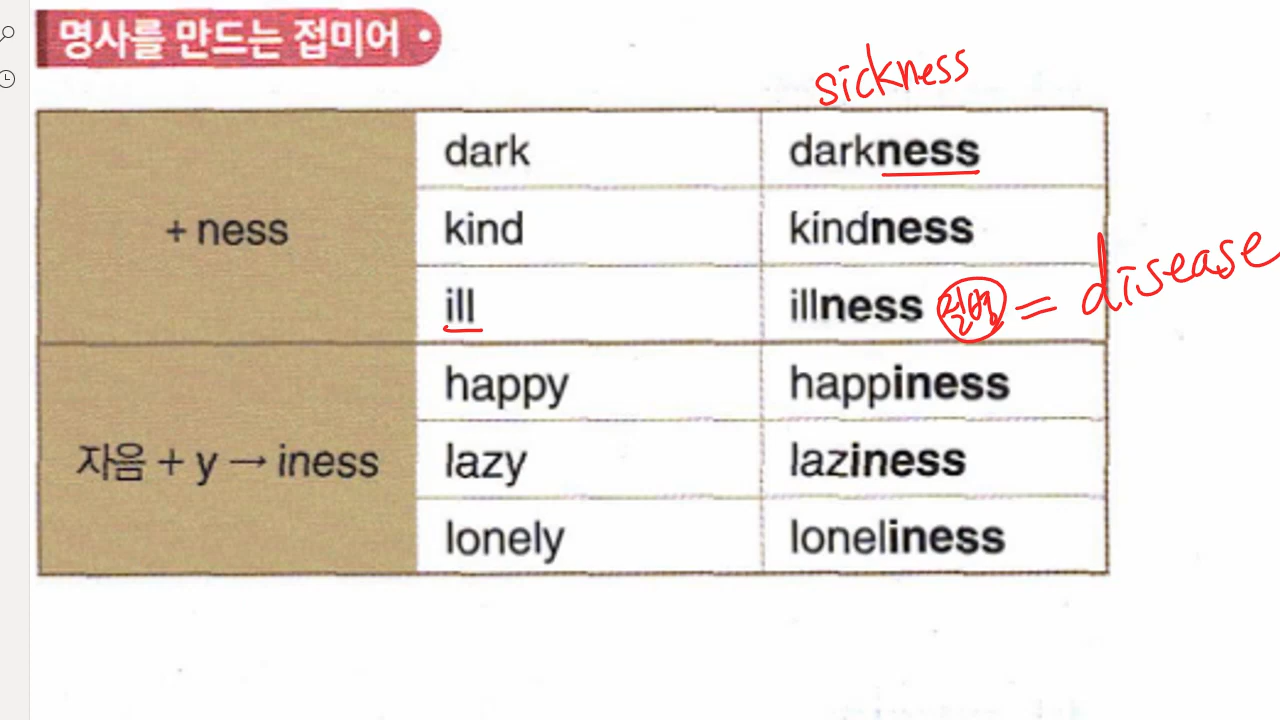 명사를 만드는 접미어
sickness
dark darkness
+ ness kind kindness
ill illness 질병 = disease
happy happiness
자음 + y → iness lazy laziness
lonely loneliness